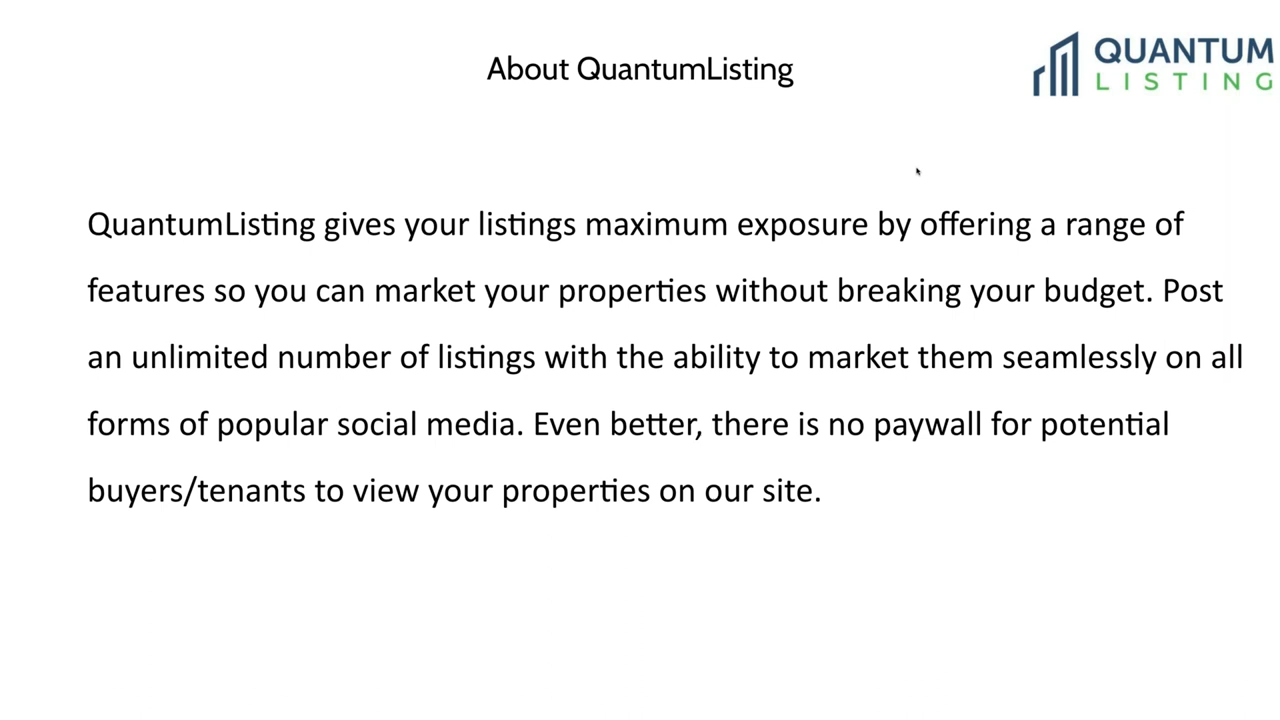 About QuantumListing
QUANTUM
LISTING
QuantumListing gives your listings maximum exposure by offering a range of
features so you can market your properties without breaking your budget. Post
an unlimited number of listings with the ability to market them seamlessly on all
forms of popular social media. Even better, there is no paywall for potential
buyers/tenants to view your properties on our site.